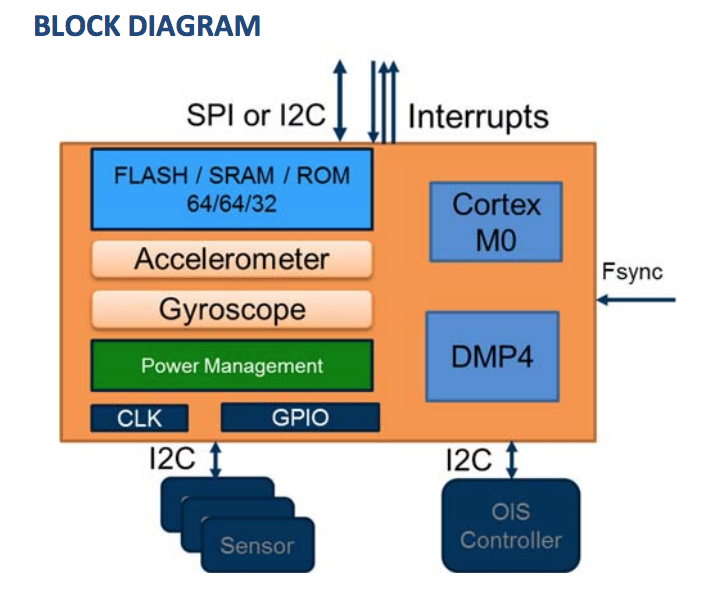 BLOCK DIAGRAM
SPI or I2C
Interrupts
FLASH / SRAM / ROM
64/64/32
Cortex
M0
Accelerometer
Fsync
Gyroscope
DMP4
Power Management
CLK
GPIO
I2C
I2C
OIS
Controller
Sensor